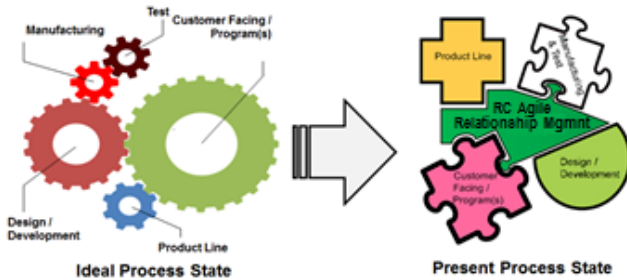 Test
Customer Facing /
Program(s)
Manufacturing
Design /
Development
Product Line
Ideal Process State
Product Line
Manufacturing
& Test
RC Agile
Relationship Mgmnt
Customer
Facing /
Program(s)
Design /
Development
Present Process State